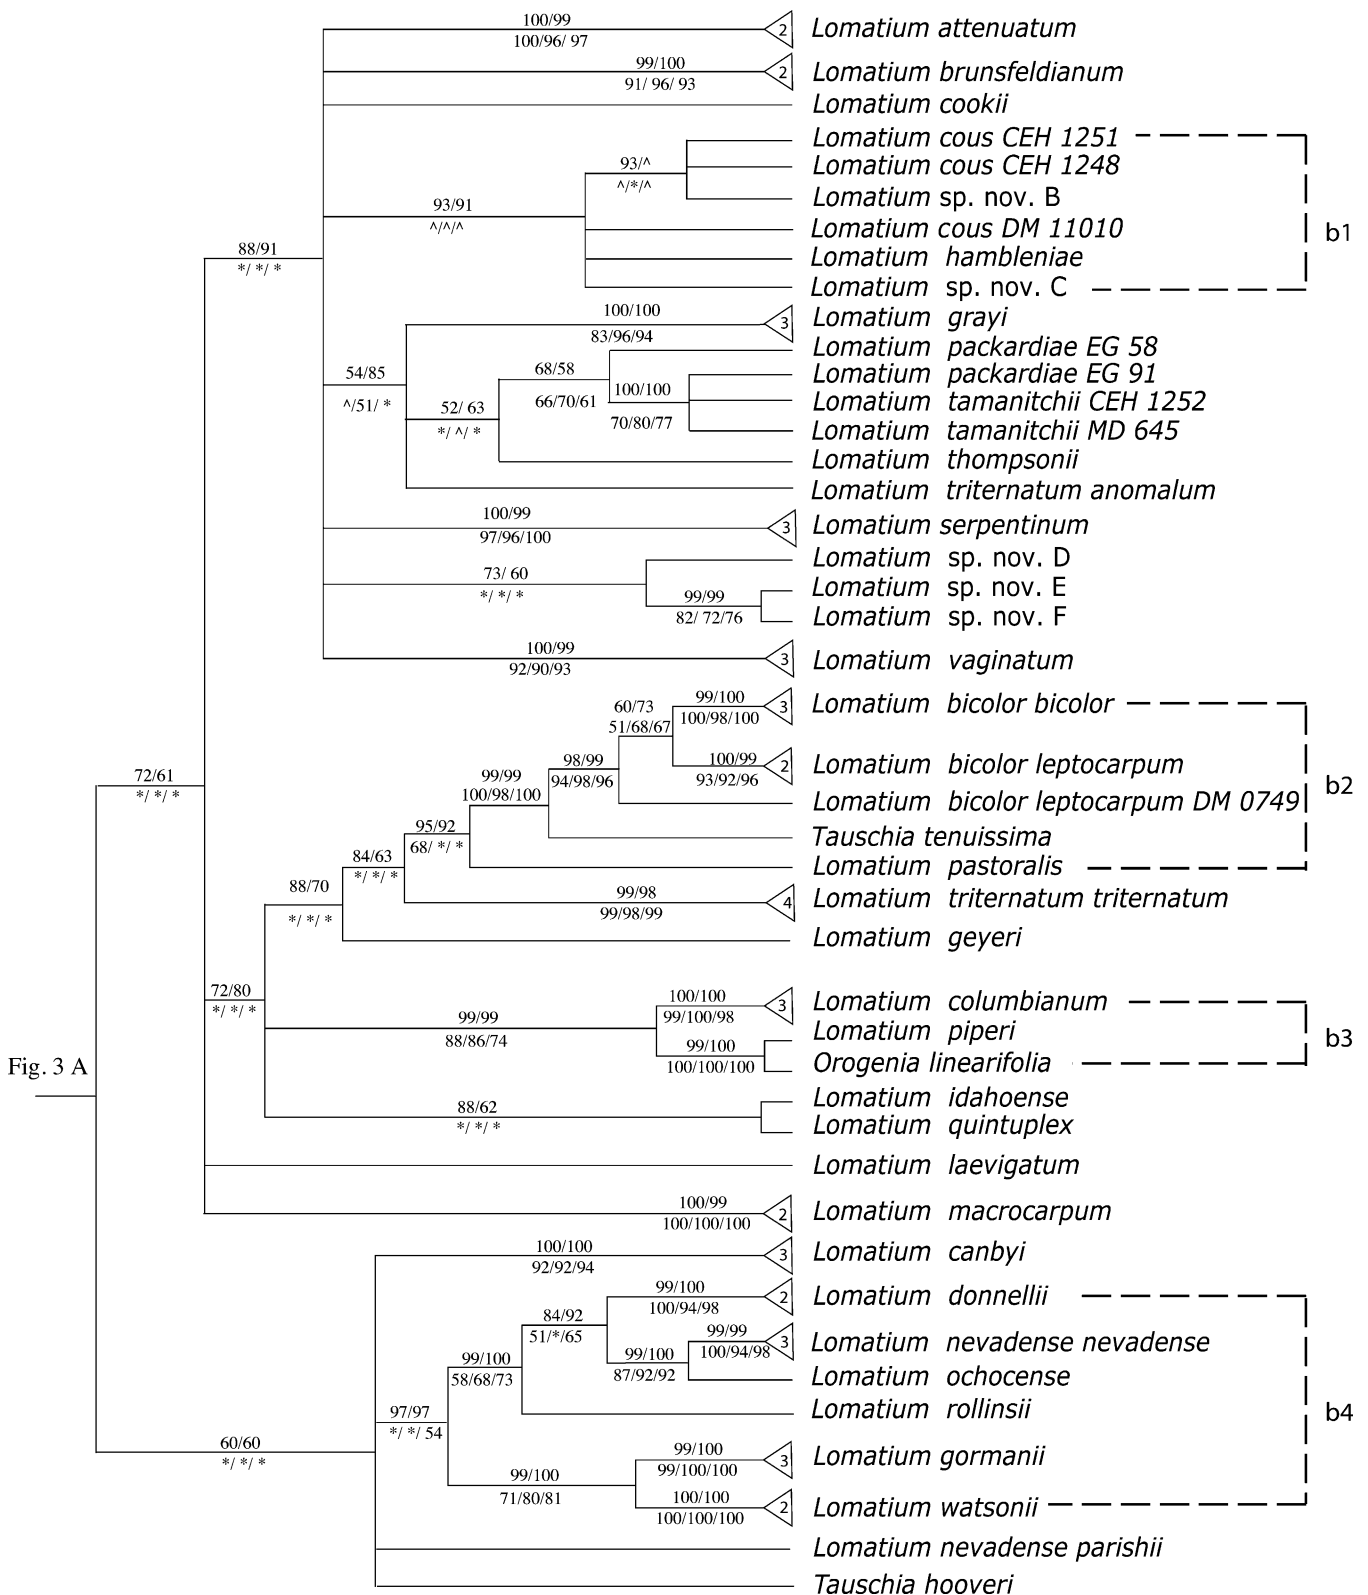 100/99
2
Lomatium attenuatum
100/96/ 97
99/100
2
Lomatium brunsfeldianum
91/ 96/ 93
Lomatium cookii
Lomatium cous CEH 1251
93/^
Lomatium cous CEH 1248
^/*/^
Lomatium sp. nov. B
93/91
^/^/^
Lomatium cous DM 11010
b1
88/91
*/ */ *
Lomatium hambleniae
Lomatium sp. nov. C
100/100
3
Lomatium grayi
83/96/94
Lomatium packardiae EG 58
54/85
^/51/ *
68/58
66/70/61
100/100
70/80/77
Lomatium packardiae EG 91
52/ 63
*/ ^/ *
Lomatium tamanitchii CEH 1252
Lomatium tamanitchii MD 645
Lomatium thompsonii
Lomatium triternatum anomalum
100/99
3
Lomatium serpentinum
97/96/100
Lomatium sp. nov. D
73/ 60
*/ */ *
99/99
82/ 72/76
Lomatium sp. nov. E
Lomatium sp. nov. F
100/99
3
Lomatium vaginatum
92/90/93
60/73
51/68/67
99/100
3
100/98/100
Lomatium bicolor bicolor
98/99
94/98/96
100/99
2
93/92/96
Lomatium bicolor leptocarpum
72/61
*/ */ *
99/99
100/98/100
b2
Lomatium bicolor leptocarpum DM 0749
95/92
68/ */ *
Tauschia tenuissima
84/63
*/ */ *
Lomatium pastoralis
88/70
*/ */ *
99/98
4
99/98/99
Lomatium triternatum triternatum
Lomatium geyeri
72/80
*/ */ *
100/100
3
99/100/98
Lomatium columbianum
99/99
88/86/74
Lomatium piperi
b3
99/100
100/100/100
Orogenia linearifolia
Fig. 3 A
88/62
*/ */ *
Lomatium idahoense
Lomatium quintuplex
Lomatium laevigatum
100/99
2
100/100/100
Lomatium macrocarpum
100/100
3
92/92/94
Lomatium canbyi
99/100
2
100/94/98
Lomatium donnellii
84/92
51/*/65
99/99
3
100/94/98
Lomatium nevadense nevadense
99/100
58/68/73
99/100
87/92/92
Lomatium ochocense
97/97
*/ */ 54
Lomatium rollinsii
b4
60/60
*/ */ *
99/100
3
99/100/100
Lomatium gormanii
99/100
71/80/81
100/100
2
100/100/100
Lomatium watsonii
Lomatium nevadense parishii
Tauschia hooveri